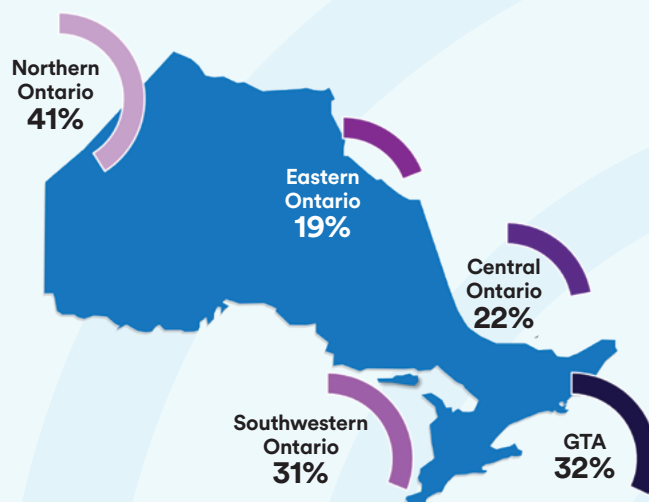 Northern
Ontario
41%
Eastern
Ontario
19%
Central
Ontario
22%
Southwestern
Ontario
31%
GTA
32%